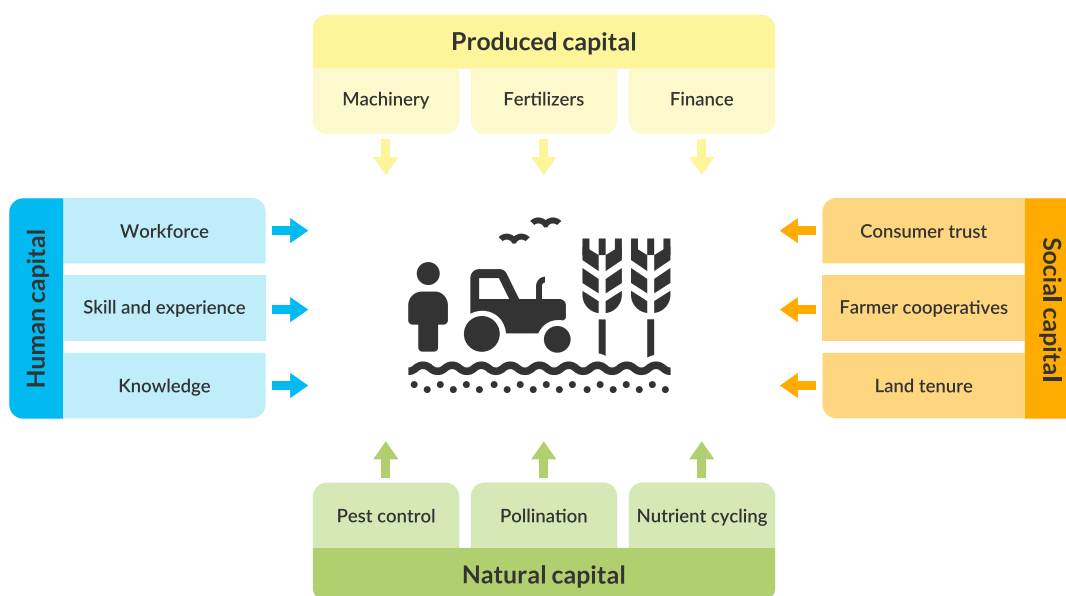 Produced capital
Machinery
Fertilizers
Finance
Human capital
Workforce
Skill and experience
Knowledge
Consumer trust
Farmer cooperatives
Land tenure
Social capital
Pest control
Pollination
Nutrient cycling
Natural capital